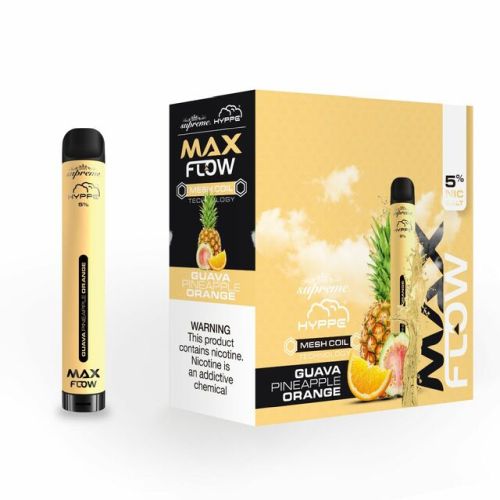 supreme.
HYPPE
5%
GUAVA PINEAPPLE ORANGE
MAX
FLOW
supreme.
HYPPE
MAX
FLOW
MESH COIL
TECHNOLOGY
GUAVA
PINEAPPLE
ORANGE
WARNING
This product
contains nicotine.
Nicotine is
an addictive
chemical
supreme.
HYPPE
MESH COIL
TECHNOLOGY
GUAVA
PINEAPPLE
ORANGE
5%
NIC
MAX
FLOW
ORANGE